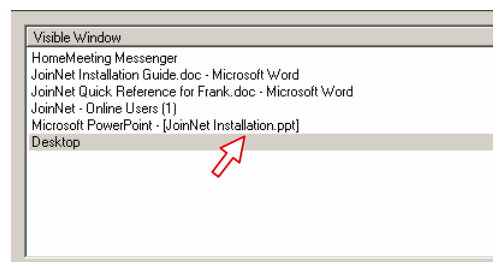 Visible Window
HomeMeeting Messenger
JoinNet Installation Guide.doc - Microsoft Word
JoinNet Quick Reference for Frank.doc - Microsoft Word
JoinNet - Online Users (1)
Microsoft PowerPoint - [JoinNet Installation.ppt]
Desktop